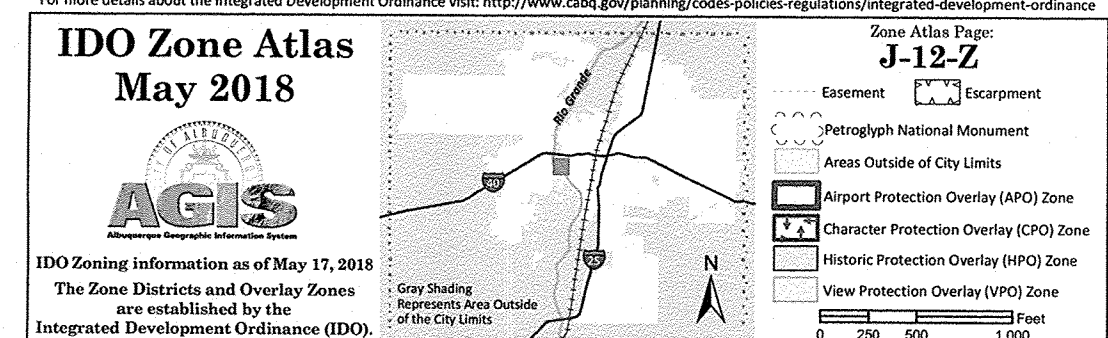 For more details about the Integrated Development Ordinance visit: http://www.cabq.gov/planning/codes-policies-regulations/integrated-development-ordinance
IDO Zone Atlas
May 2018
OF ALBUQUERQUE
AGIS
Albuquerque Geographic Information System
IDO Zoning information as of May 17, 2018
The Zone Districts and Overlay Zones
are established by the
Integrated Development Ordinance (IDO).
Rio Grande
40
25
Gray Shading
Represents Area Outside
of the City Limits
N
Zone Atlas Page:
J-12-Z
Easement
Escarpment
Petroglyph National Monument
Areas Outside of City Limits
Airport Protection Overlay (APO) Zone
Character Protection Overlay (CPO) Zone
Historic Protection Overlay (HPO) Zone
View Protection Overlay (VPO) Zone
Feet
0 250 500 1,000